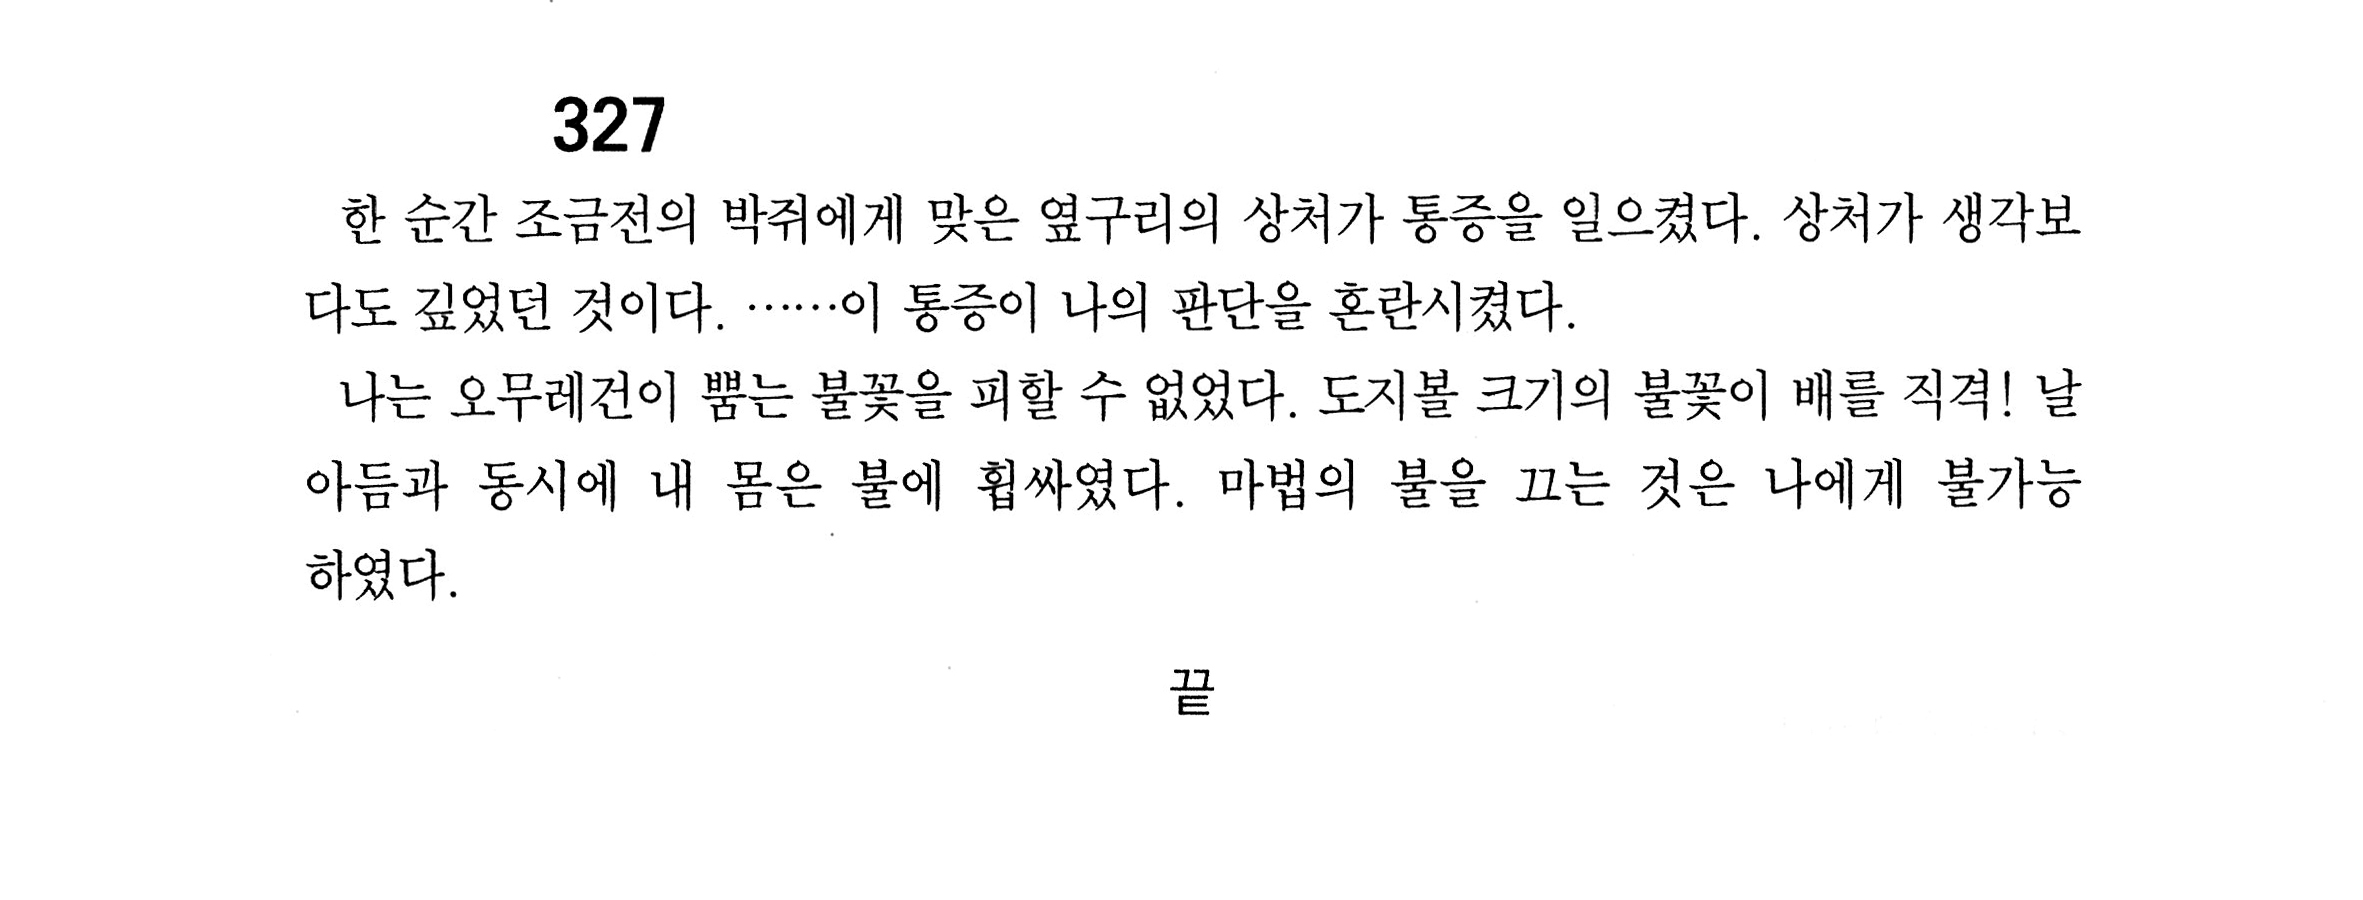 327
한 순간 조금전의 박쥐에게 맞은 옆구리의 상처가 통증을 일으켰다. 상처가 생각보
다도 깊었던 것이다. ……이 통증이 나의 판단을 혼란시켰다.
나는 오무레건이 뿜는 불꽃을 피할 수 없었다. 도지볼 크기의 불꽃이 배를 직격! 날
아듬과 동시에 내 몸은 불에 휩싸였다. 마법의 불을 끄는 것은 나에게 불가능
하였다.
끝